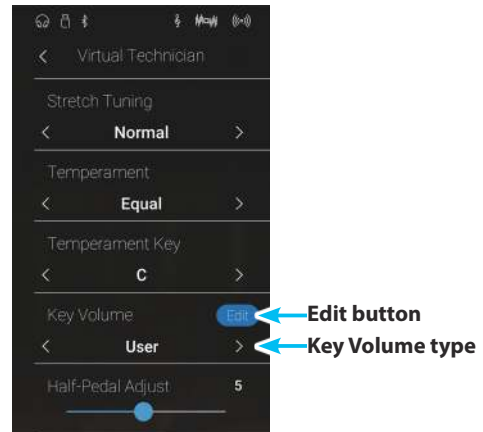 Virtual Technician
Stretch Tuning
Normal
Temperament
Equal
Temperament Key
C
Key Volume Edit
Edit button
User
Key Volume type
Half-Pedal Adjust 5